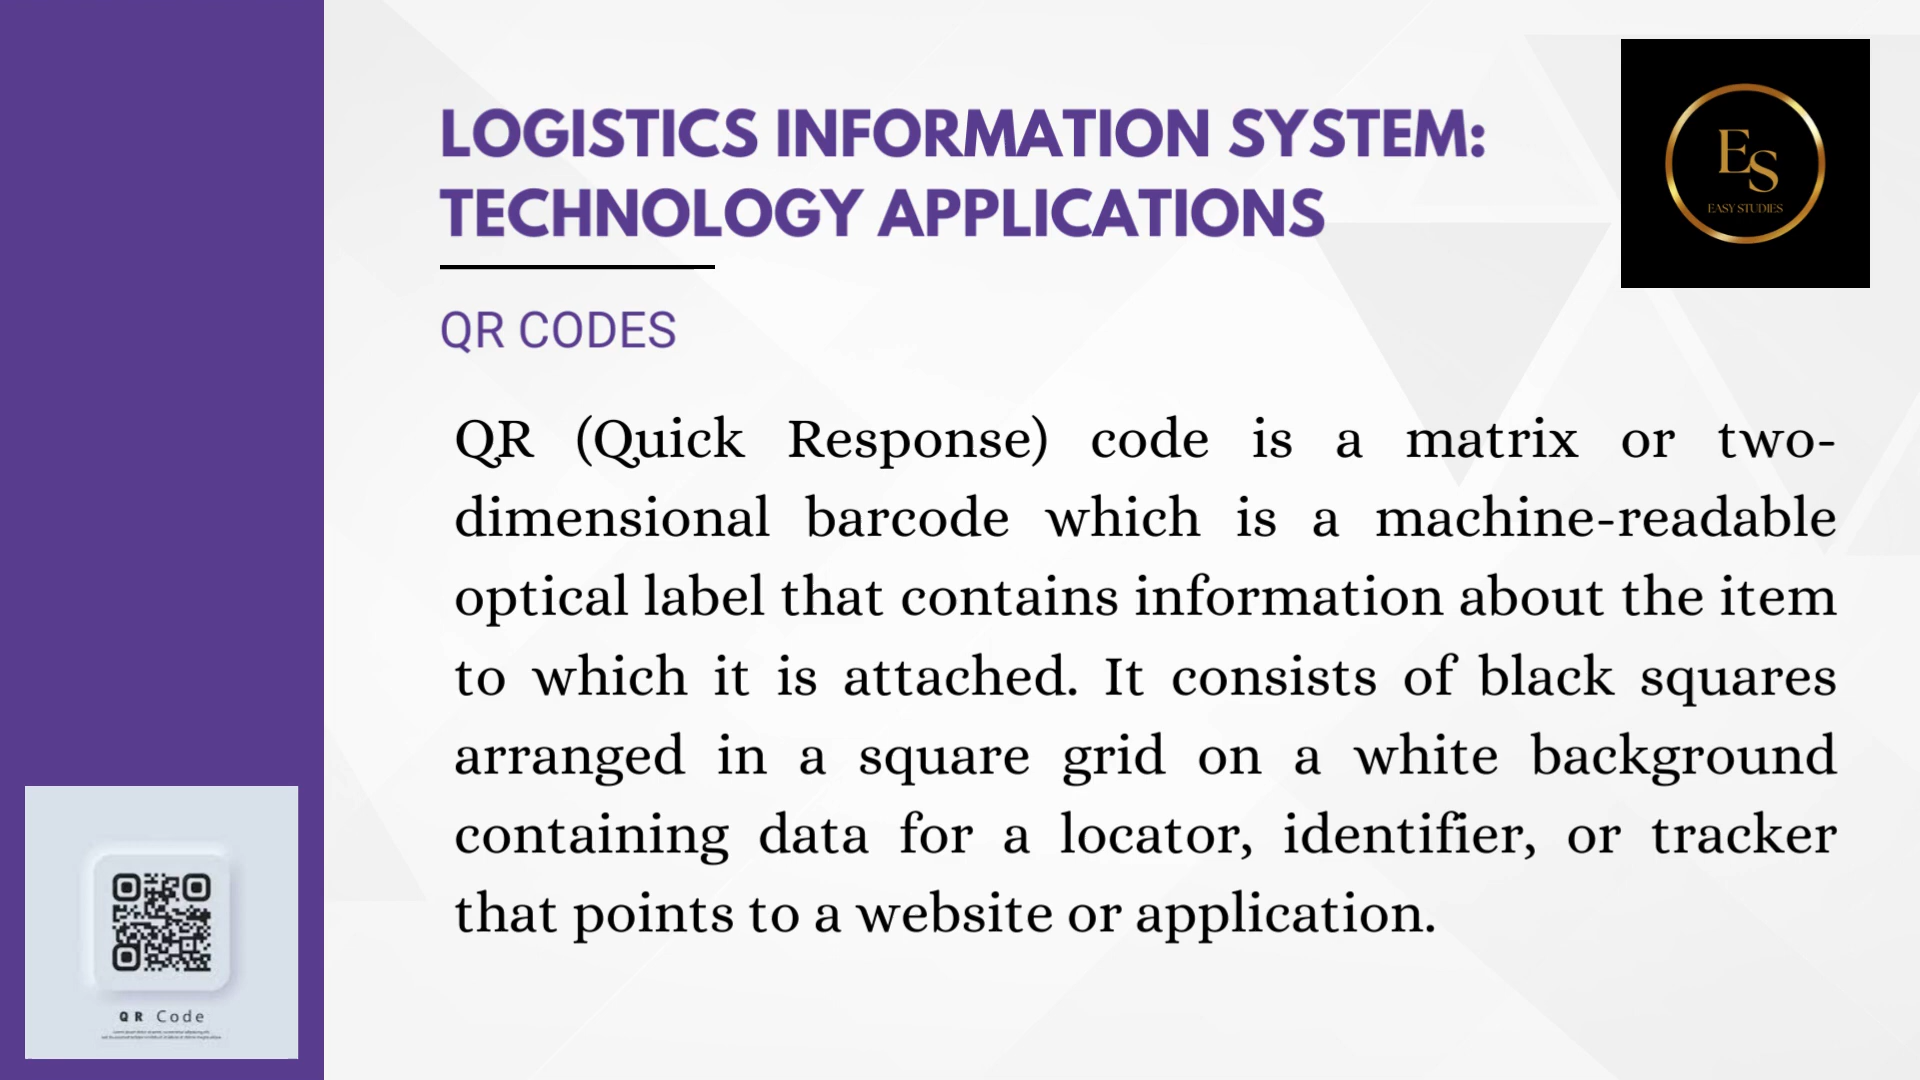 LOGISTICS INFORMATION SYSTEM:
TECHNOLOGY APPLICATIONS
ES
EASY STUDIES
QR CODES
QR (Quick Response) code is a matrix or two-
dimensional barcode which is a machine-readable
optical label that contains information about the item
to which it is attached. It consists of black squares
arranged in a square grid on a white background
containing data for a locator, identifier, or tracker
that points to a website or application.
QR Code